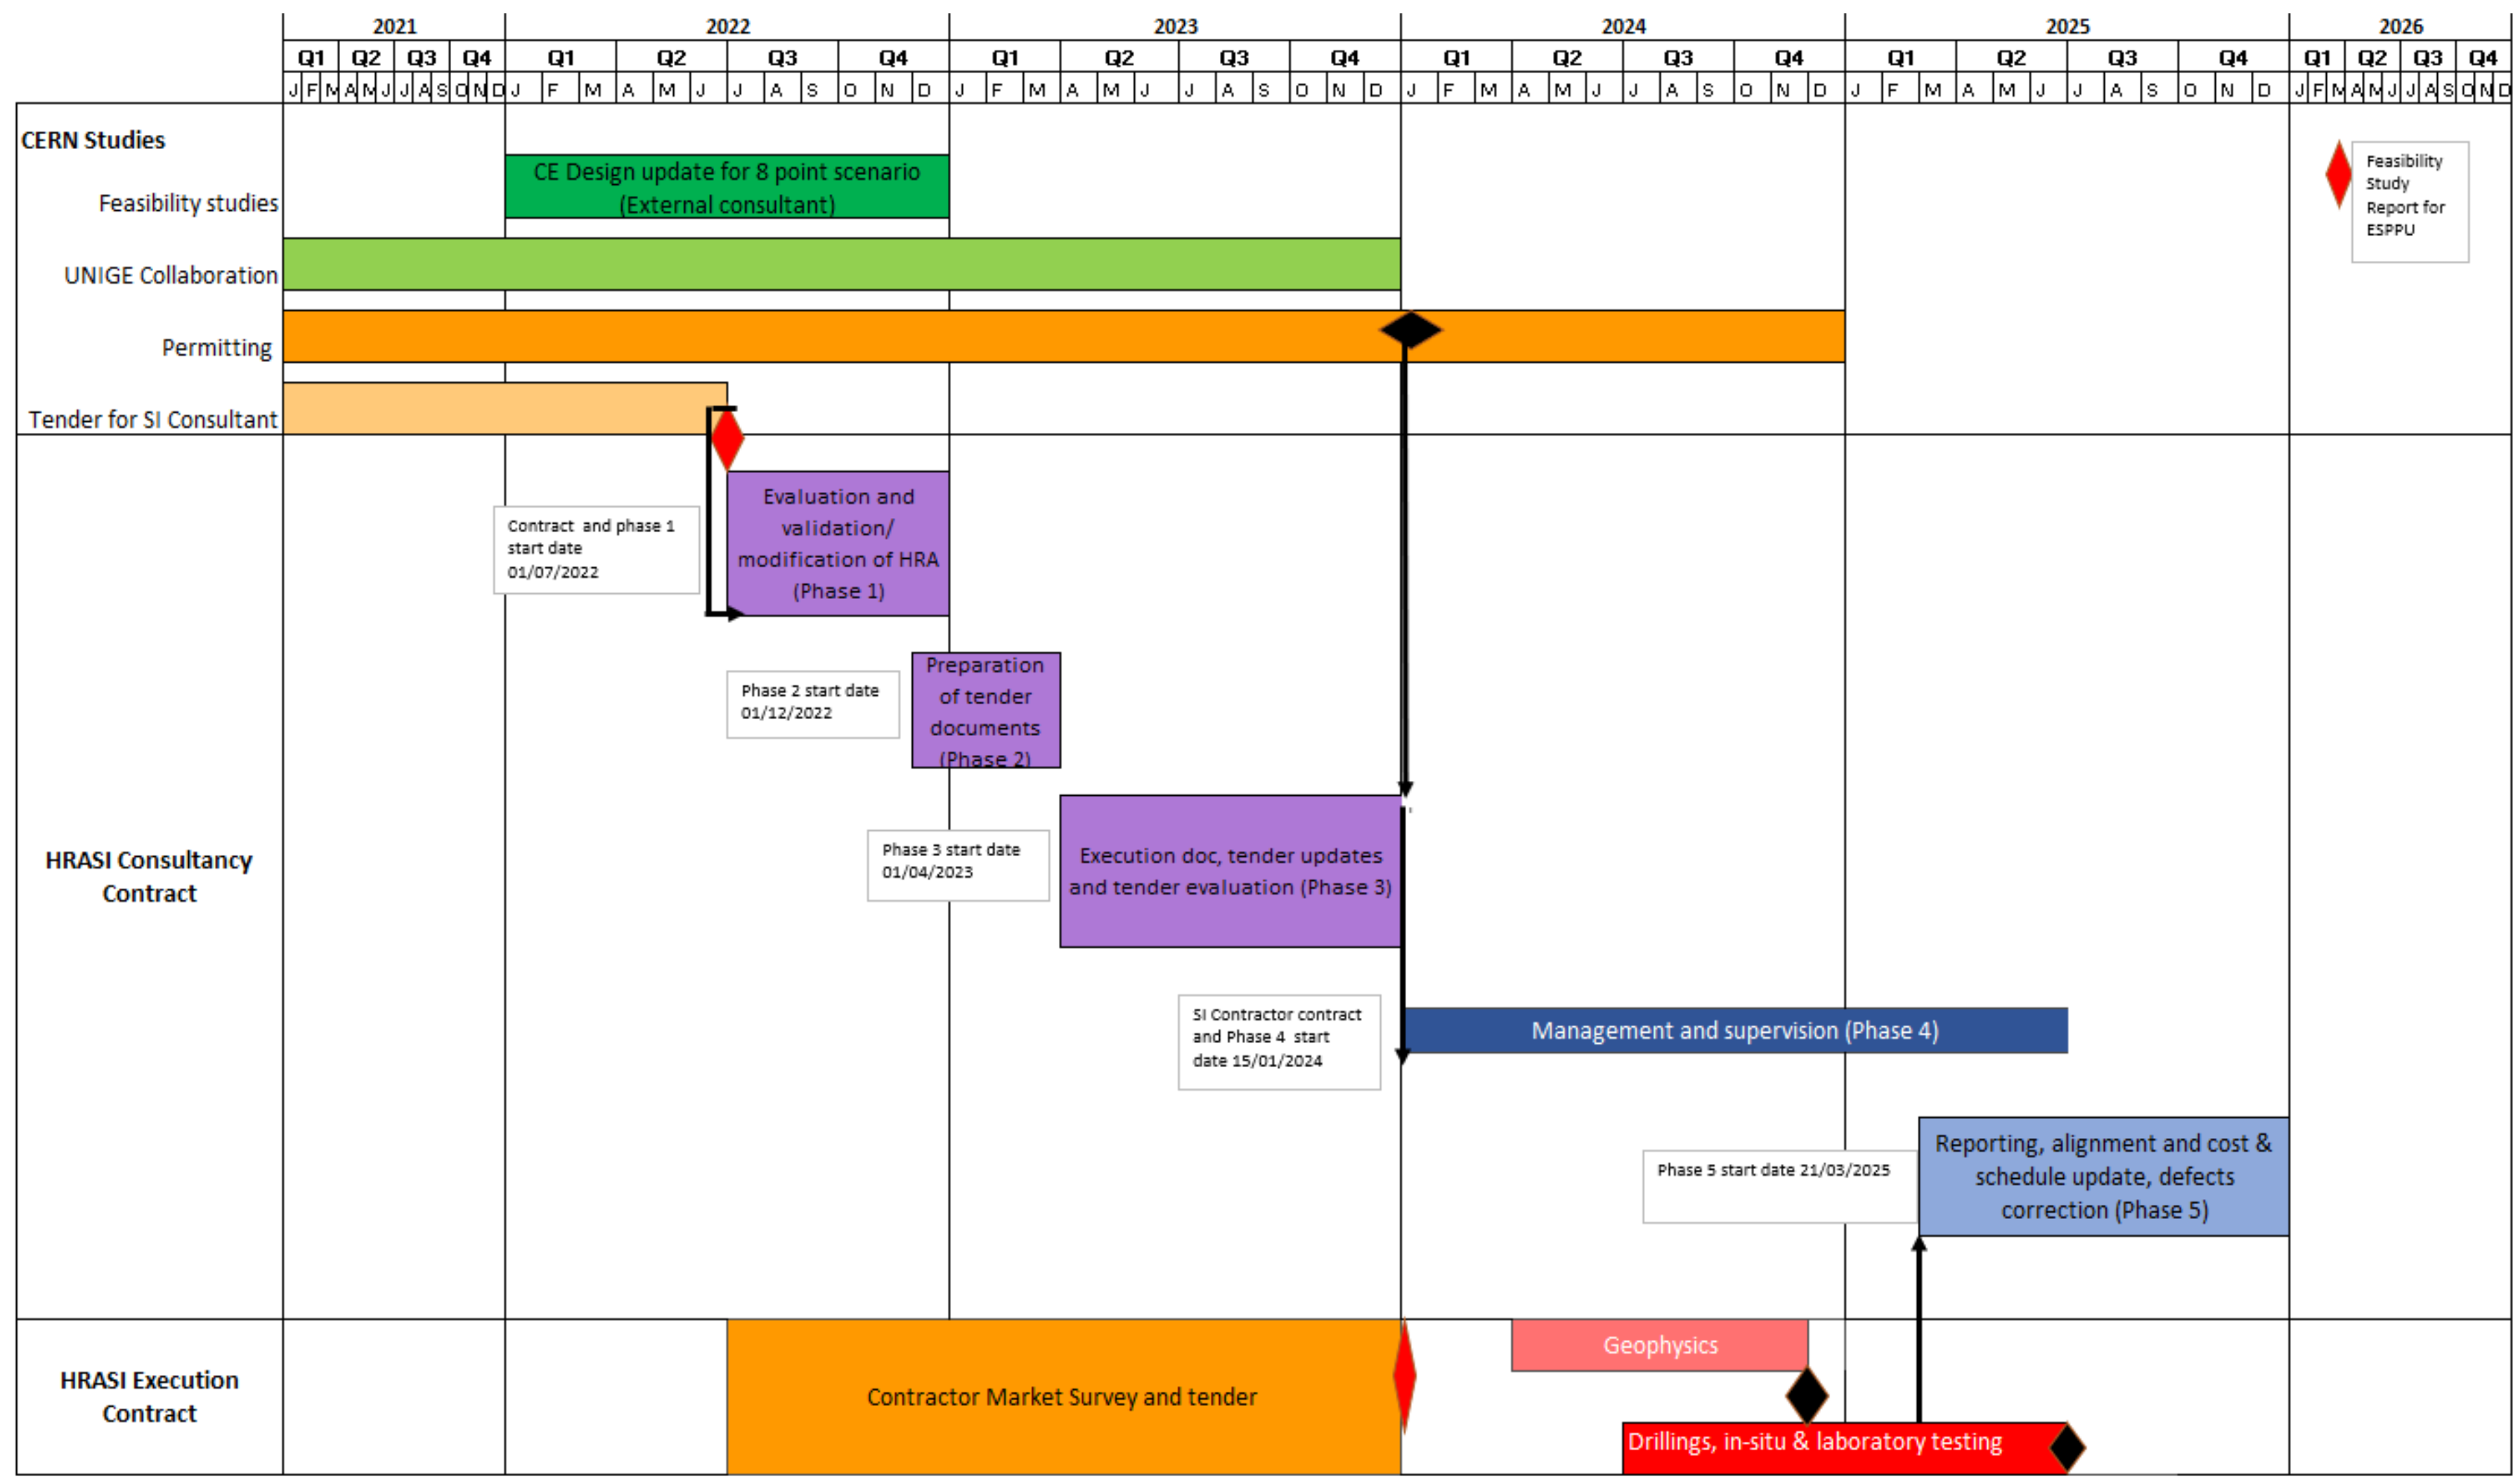 2021 2022 2023 2024 2025 2026
Q1 Q2 Q3 Q4 Q1 Q2 Q3 Q4 Q1 Q2 Q3 Q4 Q1 Q2 Q3 Q4 Q1 Q2 Q3 Q4 Q1 Q2 Q3 Q4
J F M A M J J A S O N D J F M A M J J A S O N D J F M A M J J A S O N D J F M A M J J A S O N D J F M A M J J A S O N D J F M A M J J A S O N D
CERN Studies
Feasibility studies
CE Design update for 8 point scenario
(External consultant)
Feasibility
Study
Report for
ESPPU
UNIGE Collaboration
Permitting
Tender for SI Consultant
HRASI Consultancy
Contract
Contract and phase 1
start date
01/07/2022
Evaluation and
validation/
modification of HRA
(Phase 1)
Phase 2 start date
01/12/2022
Preparation
of tender
documents
(Phase 2)
Phase 3 start date
01/04/2023
Execution doc, tender updates
and tender evaluation (Phase 3)
SI Contractor contract
and Phase 4 start
date 15/01/2024
Management and supervision (Phase 4)
Phase 5 start date 21/03/2025
Reporting, alignment and cost &
schedule update, defects
correction (Phase 5)
HRASI Execution
Contract
Contractor Market Survey and tender
Geophysics
Drillings, in-situ & laboratory testing